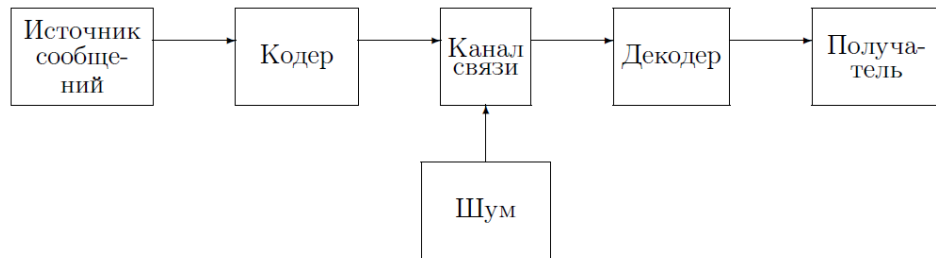 Источник
сообще-
ний
Кодер
Канал
связи
Декодер
Получа-
тель
Шум